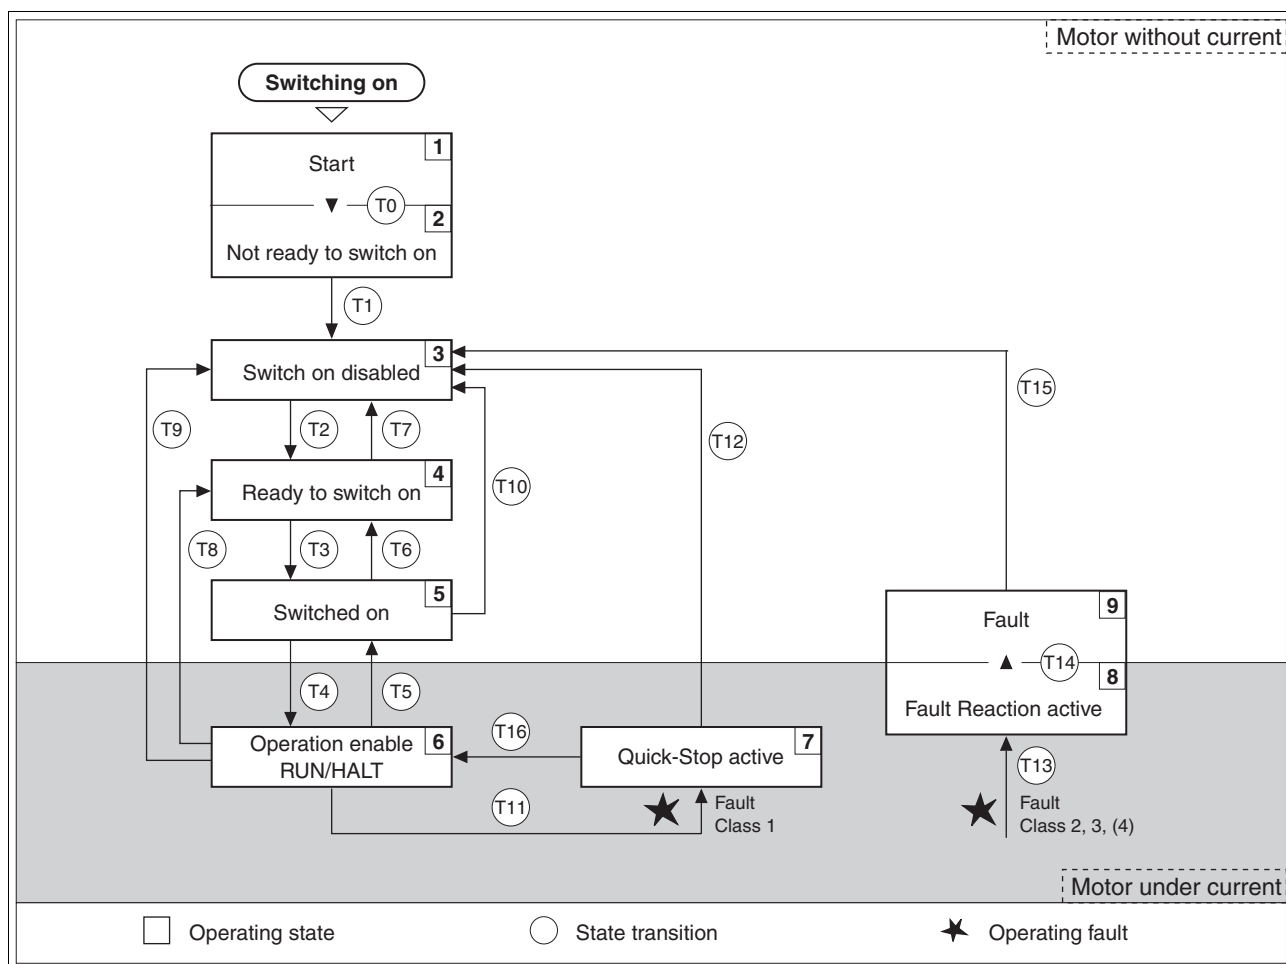 Motor without current
Switching on
1
Start
T0
2
Not ready to switch on
T1
3
Switch on disabled
T15
T9
T2
T7
T12
4
Ready to switch on
T10
T8
T3
T6
5
Switched on
9
Fault
T14
8
Fault Reaction active
T4
T5
6
Operation enable
RUN/HALT
T16
7
Quick-Stop active
T13
T11
Fault
Class 1
Fault
Class 2, 3, (4)
Motor under current
Operating state
State transition
Operating fault